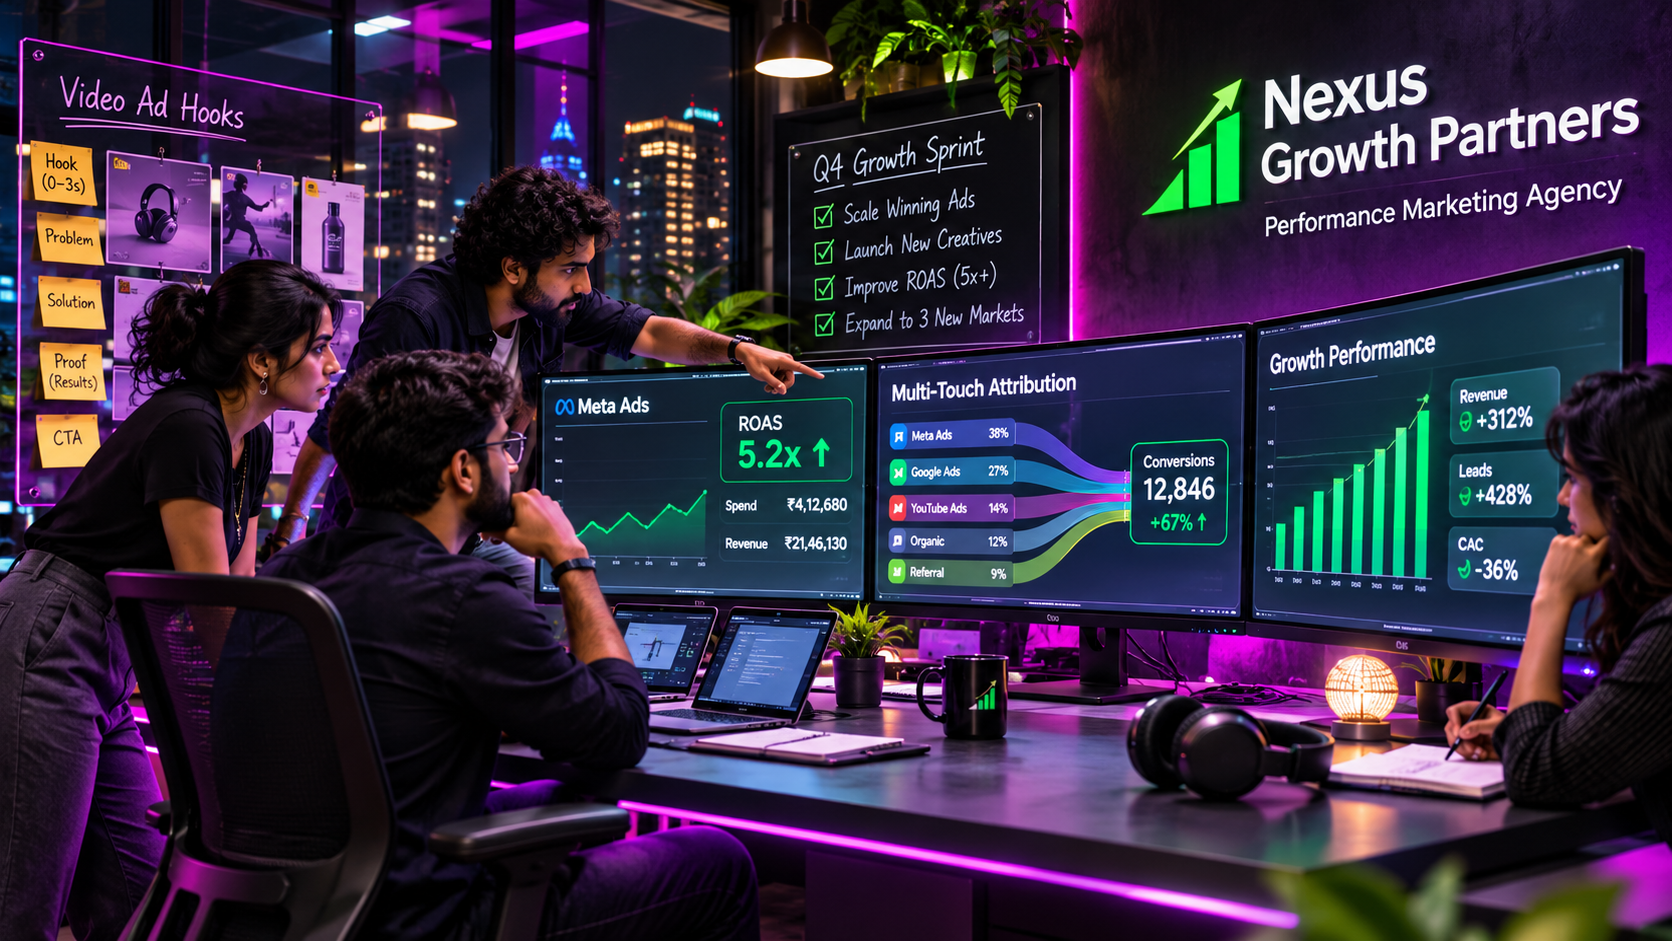 Video Ad Hooks
Hook
(0–3s)
Problem
Solution
Proof
(Results)
CTA
Q4 Growth Sprint
Scale Winning Ads
Launch New Creatives
Improve ROAS (5x+)
Expand to 3 New Markets
Nexus
Growth Partners
Performance Marketing Agency
Meta Ads
ROAS
5.2x ↑
Spend ₹4,12,680
Revenue ₹21,46,130
Multi-Touch Attribution
Meta Ads 38%
Google Ads 27%
YouTube Ads 14%
Organic 12%
Referral 9%
Conversions
12,846
+67% ↑
Growth Performance
Revenue
+312%
Leads
+428%
CAC
-36%